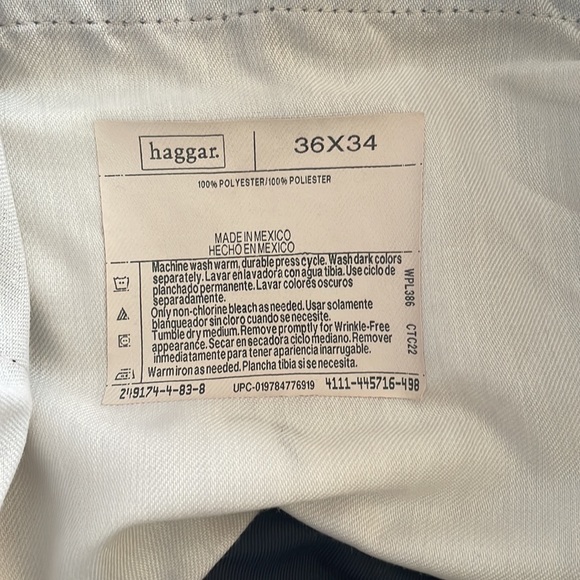 haggar.
36X34
100% POLYESTER/100% POLIESTER
MADE IN MEXICO
HECHO EN MEXICO
Machine wash warm, durable press cycle. Wash dark colors
separately. Lavar en lavadora con agua tibia. Use ciclo de
planchado permanente. Lavar colores oscuros
separadamente.
Only non-chlorine bleach as needed. Usar solamente
blanqueador sin cloro cuando se necesite.
Tumble dry medium. Remove promptly for Wrinkle-Free
appearance. Secar en secadora ciclo mediano. Remover
inmediatamente para tener apariencia inarrugable.
Warm iron as needed. Plancha tibia si se necesita.
WPL386 CTC22
UPC-019784776919
4111-445716-498